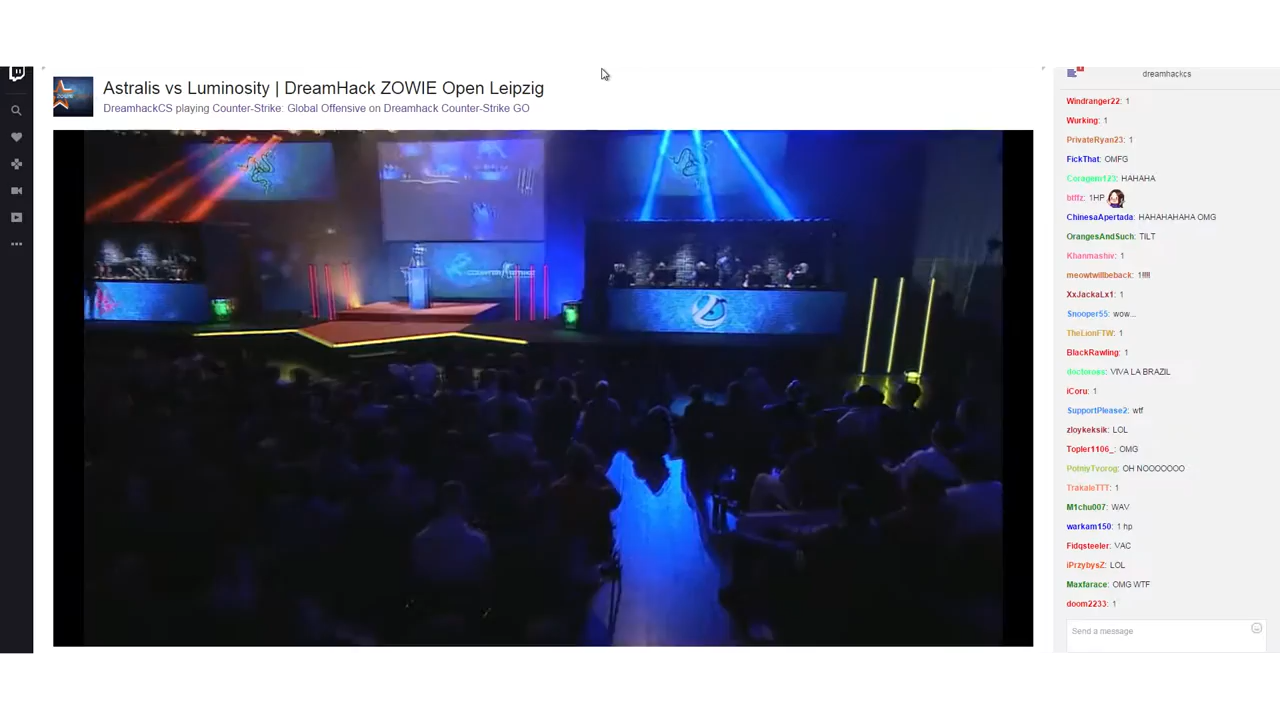 Astralis vs Luminosity | DreamHack ZOWIE Open Leipzig
DreamhackCS playing Counter-Strike: Global Offensive on Dreamhack Counter-Strike GO
dreamhackcs
Windranger22: 1
Wurking: 1
PrivateRyan23: 1
FickThat: OMFG
Coragem123: HAHAHA
btffz: 1HP
ChinesaApertada: HAHAHAHAHA OMG
OrangesAndSuch: TILT
Khanmashiv: 1
meowtwillbeback: 1!!!!
XxJackaLx1: 1
Snooper55: wow...
TheLionFTW: 1
BlackRawling: 1
VIVA LA BRAZIL
iCoru: 1
SupportPlease2: wtf
zloykeksik: LOL
Topler1106_: OMG
PotniyTvorog: OH NOOOOOOO
TrakaleTTT: 1
M1chu007: WAV
warkam150: 1 hp
Fidqsteeler: VAC
iPrzybysZ: LOL
Maxfarace: OMG WTF
doom2233: 1
Send a message